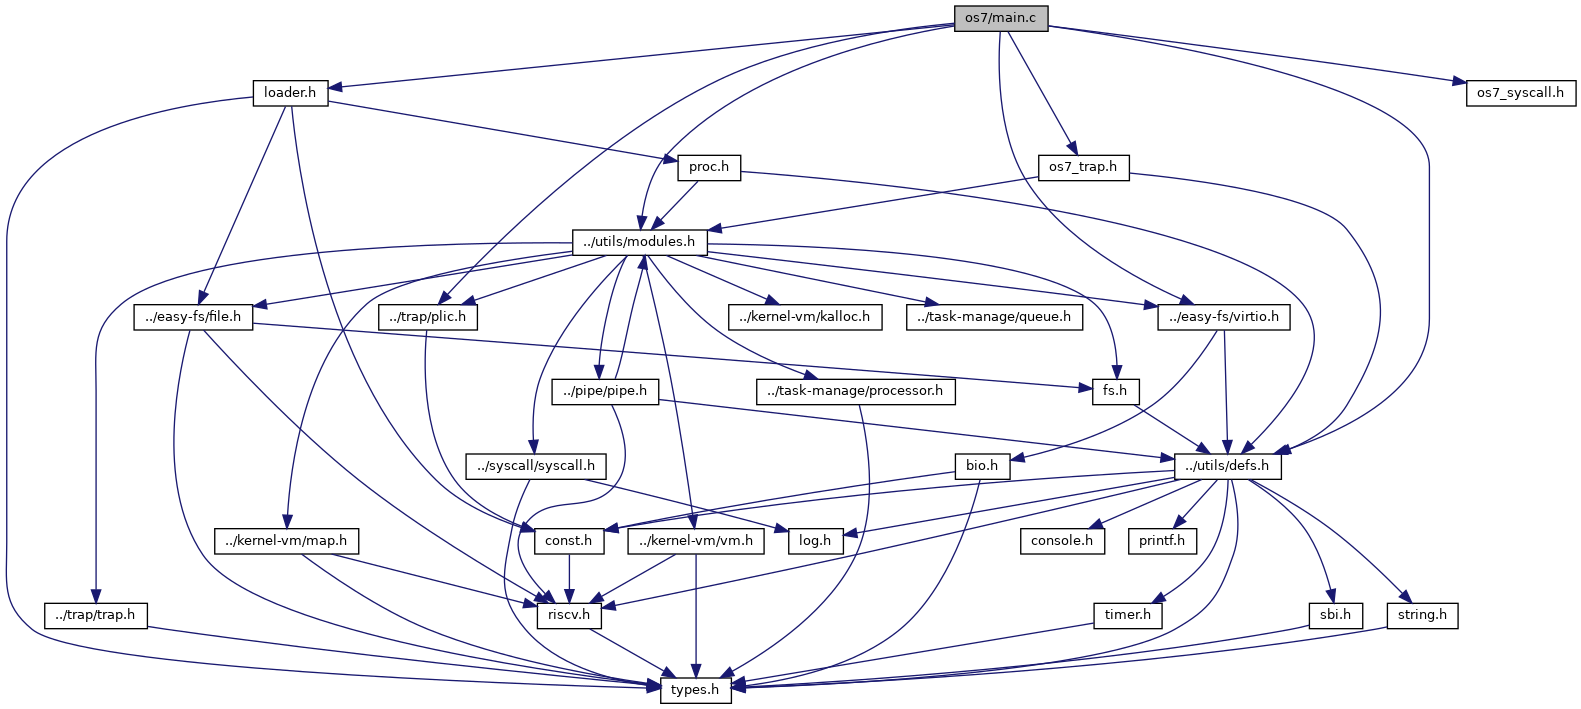 os7/main.c
loader.h
os7_syscall.h
proc.h
os7_trap.h
../utils/modules.h
../easy-fs/file.h
../trap/plic.h
../kernel-vm/kalloc.h
../task-manage/queue.h
../easy-fs/virtio.h
../pipe/pipe.h
../task-manage/processor.h
fs.h
../syscall/syscall.h
bio.h
../utils/defs.h
../kernel-vm/map.h
const.h
../kernel-vm/vm.h
log.h
console.h
printf.h
../trap/trap.h
riscv.h
timer.h
sbi.h
string.h
types.h